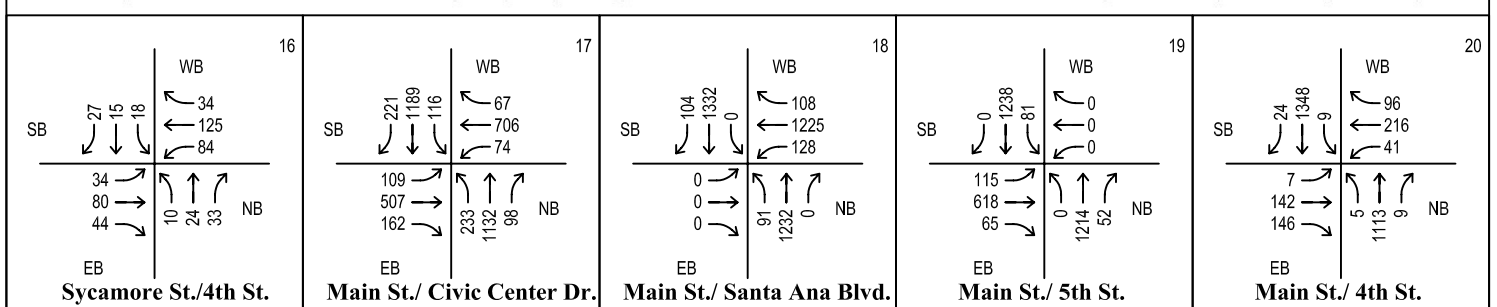 16
WB
SB
27 15 18
34
125
84
34
80
44
10 24 33
NB
EB
Sycamore St./4th St.
17
WB
SB
221 1189 116
67
706
74
109
507
162
233 1132 98
NB
EB
Main St./ Civic Center Dr.
18
WB
SB
104 1332 0
108
1225
128
0
0
0
91 1232 0
NB
EB
Main St./ Santa Ana Blvd.
19
WB
SB
0 1238 81
0
0
0
115
618
65
0 1214 52
NB
EB
Main St./ 5th St.
20
WB
SB
24 1348 9
96
216
41
7
142
146
5 1113 9
NB
EB
Main St./ 4th St.